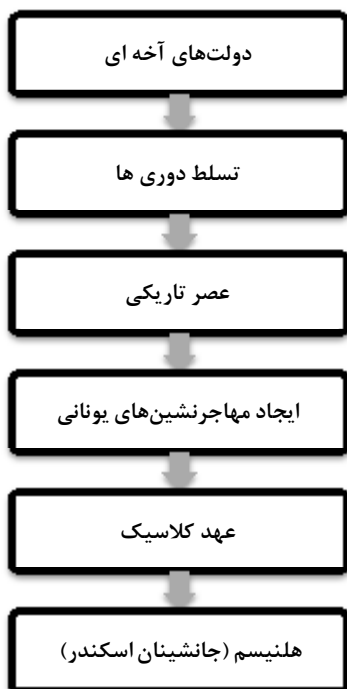 دولت‌های آخه ای
تسلط دوری ها
عصر تاریکی
ایجاد مهاجرنشین‌های یونانی
عهد کلاسیک
هلنیسم (جانشینان اسکندر)